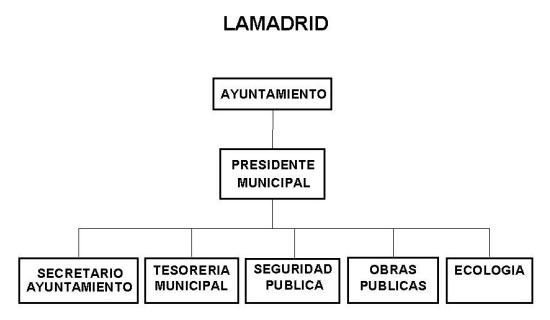 LAMADRID
AYUNTAMIENTO
PRESIDENTE
MUNICIPAL
SECRETARIO
AYUNTAMIENTO
TESORERIA
MUNICIPAL
SEGURIDAD
PUBLICA
OBRAS
PUBLICAS
ECOLOGIA